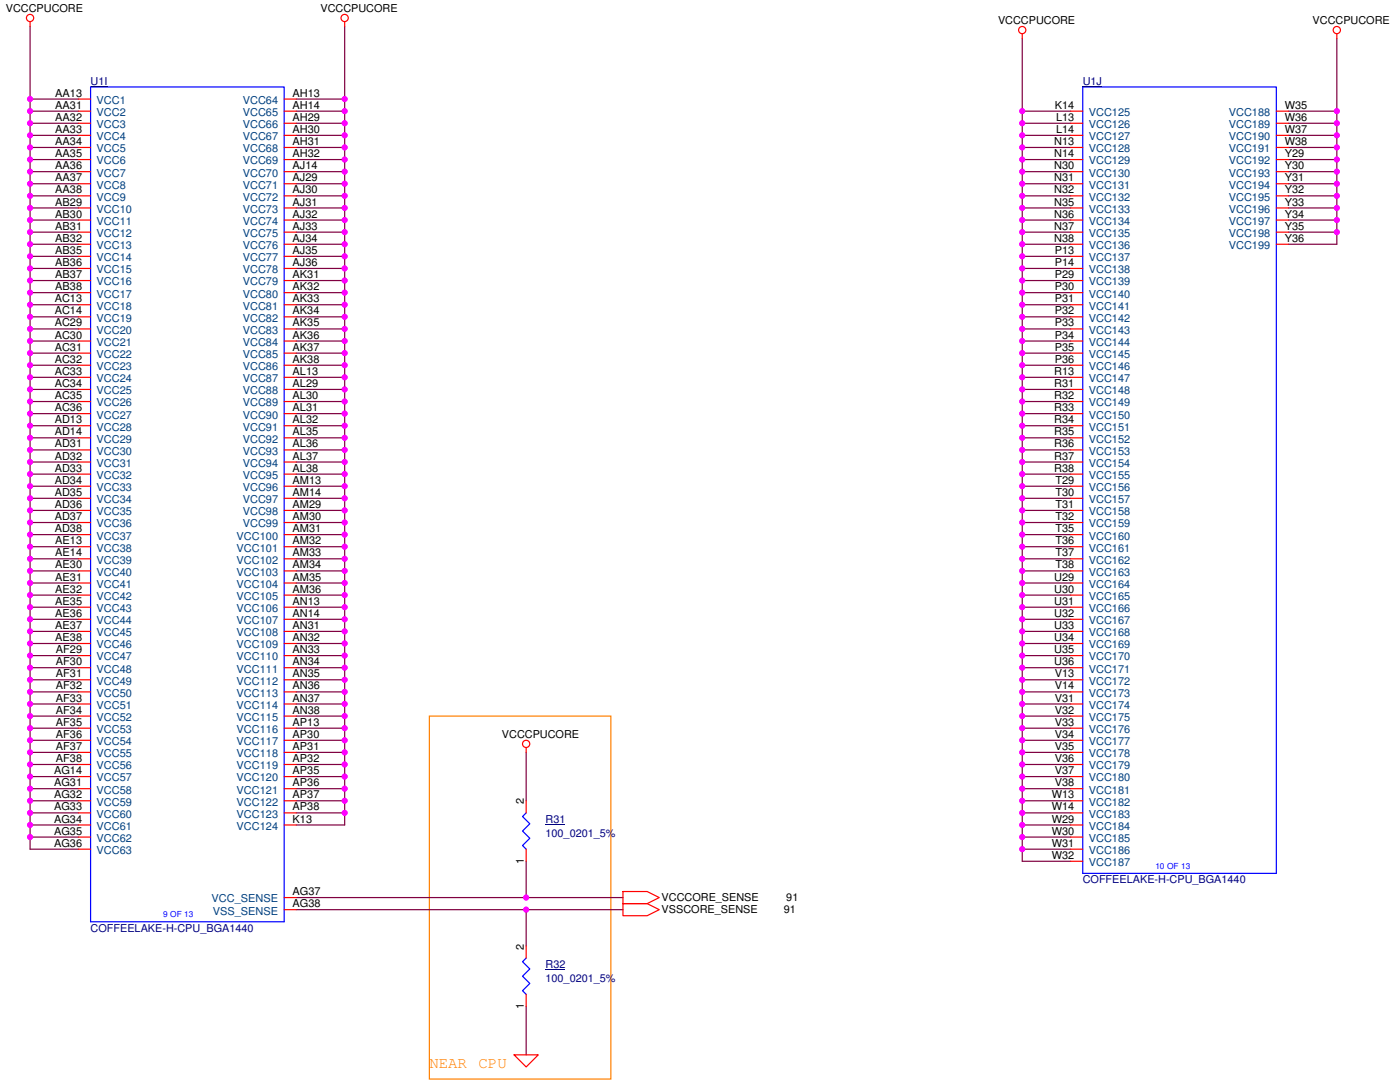 VCCCPUCORE VCCCPUCORE
U1I
AA13 VCC1 VCC64 AH13
AA31 VCC2 VCC65 AH14
AA32 VCC3 VCC66 AH29
AA33 VCC4 VCC67 AH30
AA34 VCC5 VCC68 AH31
AA35 VCC6 VCC69 AH32
AA36 VCC7 VCC70 AJ14
AA37 VCC8 VCC71 AJ29
AA38 VCC9 VCC72 AJ30
AB29 VCC10 VCC73 AJ31
AB30 VCC11 VCC74 AJ32
AB31 VCC12 VCC75 AJ33
AB32 VCC13 VCC76 AJ34
AB35 VCC14 VCC77 AJ35
AB36 VCC15 VCC78 AJ36
AB37 VCC16 VCC79 AK31
AB38 VCC17 VCC80 AK32
AC13 VCC18 VCC81 AK33
AC14 VCC19 VCC82 AK34
AC29 VCC20 VCC83 AK35
AC30 VCC21 VCC84 AK36
AC31 VCC22 VCC85 AK37
AC32 VCC23 VCC86 AK38
AC33 VCC24 VCC87 AL13
AC34 VCC25 VCC88 AL29
AC35 VCC26 VCC89 AL30
AC36 VCC27 VCC90 AL31
AD13 VCC28 VCC91 AL32
AD14 VCC29 VCC92 AL35
AD31 VCC30 VCC93 AL36
AD32 VCC31 VCC94 AL37
AD33 VCC32 VCC95 AL38
AD34 VCC33 VCC96 AM13
AD35 VCC34 VCC97 AM14
AD36 VCC35 VCC98 AM29
AD37 VCC36 VCC99 AM30
AD38 VCC37 VCC100 AM31
AE13 VCC38 VCC101 AM32
AE14 VCC39 VCC102 AM33
AE30 VCC40 VCC103 AM34
AE31 VCC41 VCC104 AM35
AE32 VCC42 VCC105 AM36
AE35 VCC43 VCC106 AN13
AE36 VCC44 VCC107 AN14
AE37 VCC45 VCC108 AN31
AE38 VCC46 VCC109 AN32
AF29 VCC47 VCC110 AN33
AF30 VCC48 VCC111 AN34
AF31 VCC49 VCC112 AN35
AF32 VCC50 VCC113 AN36
AF33 VCC51 VCC114 AN37
AF34 VCC52 VCC115 AN38
AF35 VCC53 VCC116 AP13
AF36 VCC54 VCC117 AP30
AF37 VCC55 VCC118 AP31
AF38 VCC56 VCC119 AP32
AG14 VCC57 VCC120 AP35
AG31 VCC58 VCC121 AP36
AG32 VCC59 VCC122 AP37
AG33 VCC60 VCC123 AP38
AG34 VCC61 VCC124 K13
AG35 VCC62
AG36 VCC63
VCC_SENSE AG37
VSS_SENSE AG38
9 OF 13
COFFEELAKE-H-CPU_BGA1440
VCCCPUCORE
2
R31
100_0201_5%
1
VCCCORE_SENSE 91
VSSCORE_SENSE 91
2
R32
100_0201_5%
1
NEAR CPU
VCCCPUCORE VCCCPUCORE
U1J
K14 VCC125 VCC188 W35
L13 VCC126 VCC189 W36
L14 VCC127 VCC190 W37
N13 VCC128 VCC191 W38
N14 VCC129 VCC192 Y29
N30 VCC130 VCC193 Y30
N31 VCC131 VCC194 Y31
N32 VCC132 VCC195 Y32
N35 VCC133 VCC196 Y33
N36 VCC134 VCC197 Y34
N37 VCC135 VCC198 Y35
N38 VCC136 VCC199 Y36
P13 VCC137
P14 VCC138
P29 VCC139
P30 VCC140
P31 VCC141
P32 VCC142
P33 VCC143
P34 VCC144
P35 VCC145
P36 VCC146
R13 VCC147
R31 VCC148
R32 VCC149
R33 VCC150
R34 VCC151
R35 VCC152
R36 VCC153
R37 VCC154
R38 VCC155
T29 VCC156
T30 VCC157
T31 VCC158
T32 VCC159
T35 VCC160
T36 VCC161
T37 VCC162
T38 VCC163
U29 VCC164
U30 VCC165
U31 VCC166
U32 VCC167
U33 VCC168
U34 VCC169
U35 VCC170
U36 VCC171
V13 VCC172
V14 VCC173
V31 VCC174
V32 VCC175
V33 VCC176
V34 VCC177
V35 VCC178
V36 VCC179
V37 VCC180
V38 VCC181
W13 VCC182
W14 VCC183
W29 VCC184
W30 VCC185
W31 VCC186
W32 VCC187
10 OF 13
COFFEELAKE-H-CPU_BGA1440